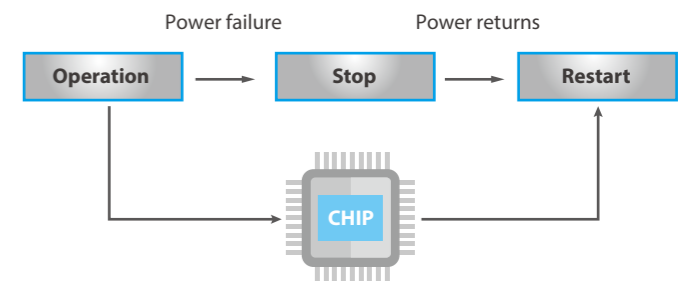 Power failure
Power returns
Operation
Stop
Restart
CHIP